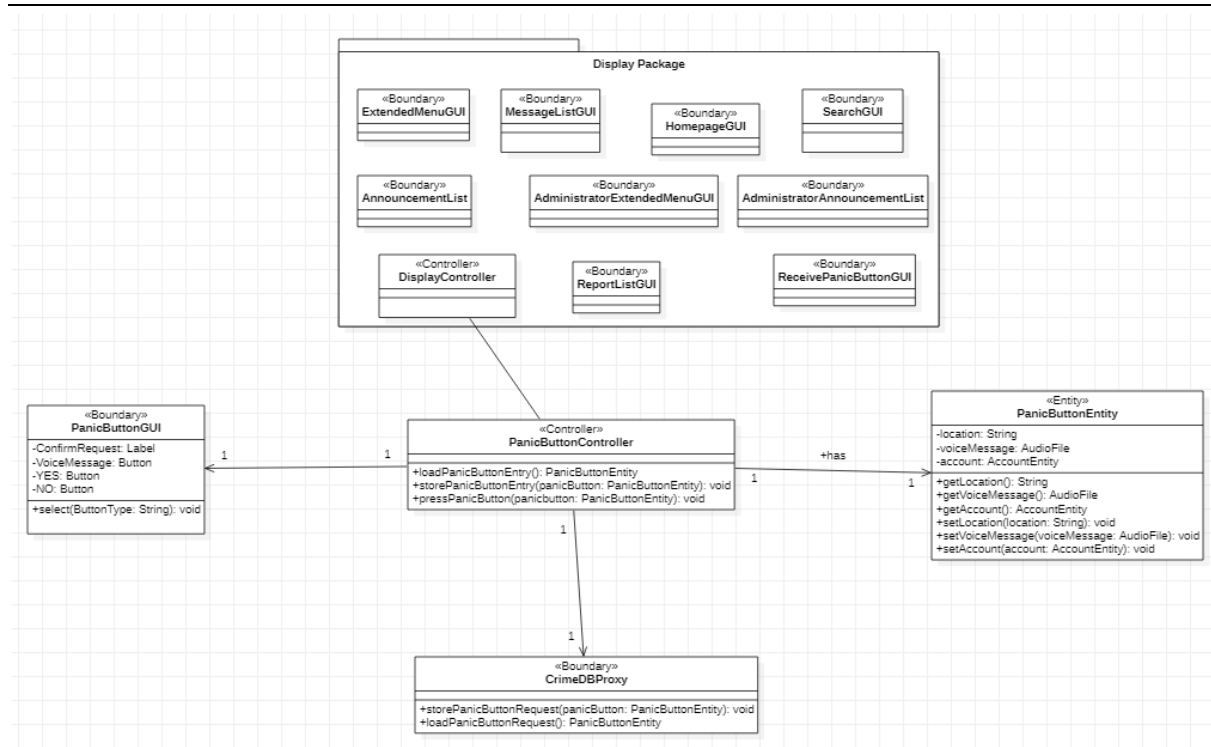 Display Package
«Boundary»
ExtendedMenuGUI
«Boundary»
MessageListGUI
«Boundary»
HomepageGUI
«Boundary»
SearchGUI
«Boundary»
AnnouncementList
«Boundary»
AdministratorExtendedMenuGUI
«Boundary»
AdministratorAnnouncementList
«Controller»
DisplayController
«Boundary»
ReportListGUI
«Boundary»
ReceivePanicButtonGUI
«Boundary»
PanicButtonGUI
-ConfirmRequest: Label
-VoiceMessage: Button
-YES: Button
-NO: Button
+select(ButtonType: String): void
1
1
«Controller»
PanicButtonController
+loadPanicButtonEntry(): PanicButtonEntity
+storePanicButtonEntry(panicButton: PanicButtonEntity): void
+pressPanicButton(panicbutton: PanicButtonEntity): void
+has
1
1
«Entity»
PanicButtonEntity
-location: String
-voiceMessage: AudioFile
-account: AccountEntity
+getLocation(): String
+getVoiceMessage(): AudioFile
+getAccount(): AccountEntity
+setLocation(location: String): void
+setVoiceMessage(voiceMessage: AudioFile): void
+setAccount(account: AccountEntity): void
1
1
«Boundary»
CrimeDBProxy
+storePanicButtonRequest(panicButton: PanicButtonEntity): void
+loadPanicButtonRequest(): PanicButtonEntity